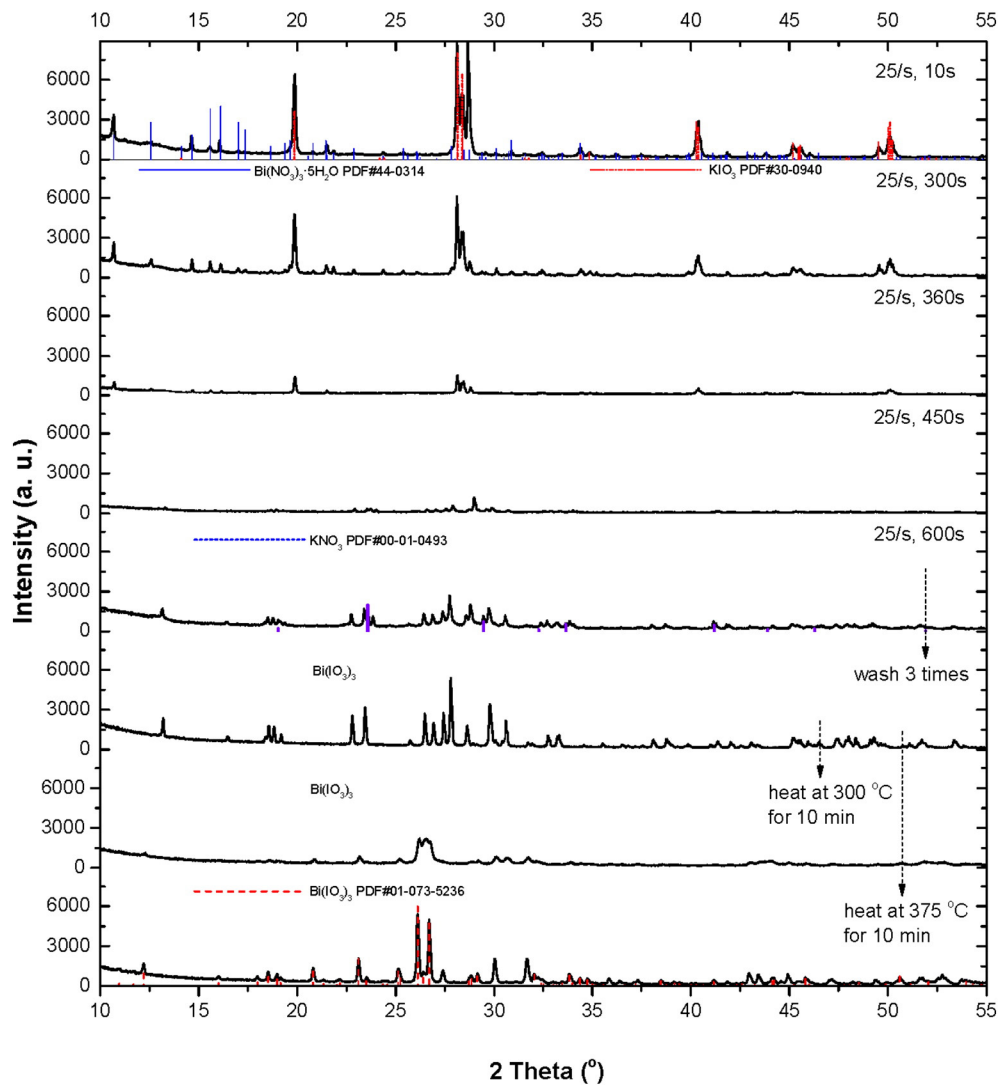 10 15 20 25 30 35 40 45 50 55
6000
3000
0
25/s, 10s
Bi(NO3)3·5H2O PDF#44-0314
KIO3 PDF#30-0940
6000
3000
0
25/s, 300s
6000
3000
0
25/s, 360s
6000
3000
0
25/s, 450s
KNO3 PDF#00-01-0493
6000
3000
0
25/s, 600s
wash 3 times
6000
3000
0
Bi(IO3)3
heat at 300 °C
for 10 min
6000
3000
0
Bi(IO3)3
Bi(IO3)3 PDF#01-073-5236
heat at 375 °C
for 10 min
6000
3000
0
10 15 20 25 30 35 40 45 50 55
Intensity (a. u.)
2 Theta (°)